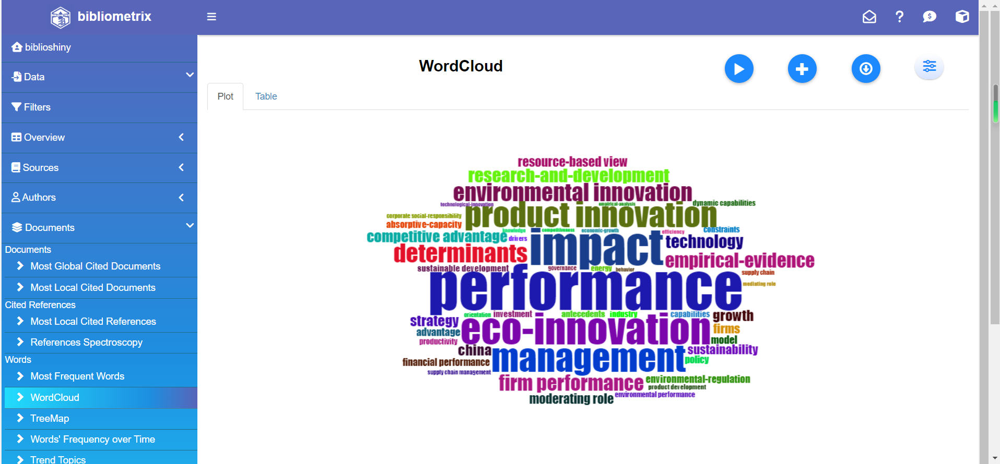 bibliometrix
biblioshiny
Data
Filters
Overview
Sources
Authors
Documents
Documents
Most Global Cited Documents
Most Local Cited Documents
Cited References
Most Local Cited References
References Spectroscopy
Words
Most Frequent Words
WordCloud
TreeMap
Words' Frequency over Time
Trend Topics
WordCloud
Plot Table
resource-based view
research-and-development
environmental innovation
technological-innovation empirical-analysis dynamic capabilities
product innovation
corporate social-responsibility
absorptive-capacity
knowledge competitiveness economic-growth efficiency constraints
competitive advantage drivers impact technology
determinants empirical-evidence
sustainable development governance energy behavior supply chain
performance mediating role
orientation investment antecedents industry capabilities growth
strategy eco-innovation firms
advantage
productivity model
china sustainability
management policy
financial performance
supply chain management
firm performance environmental-regulation
product development
moderating role environmental performance